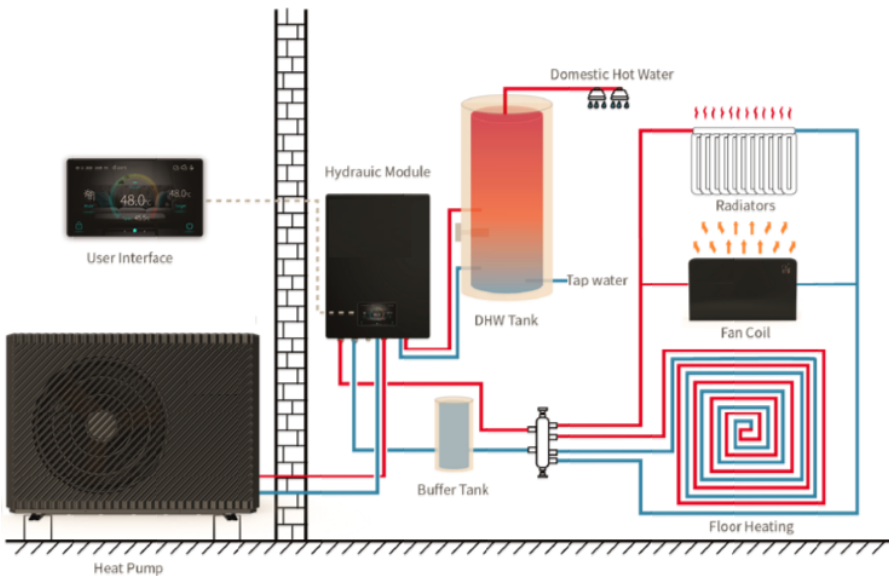 Domestic Hot Water
Hydrauic Module
48.0
48.0
User Interface
Radiators
Tap water
DHW Tank
Fan Coil
Buffer Tank
Floor Heating
Heat Pump